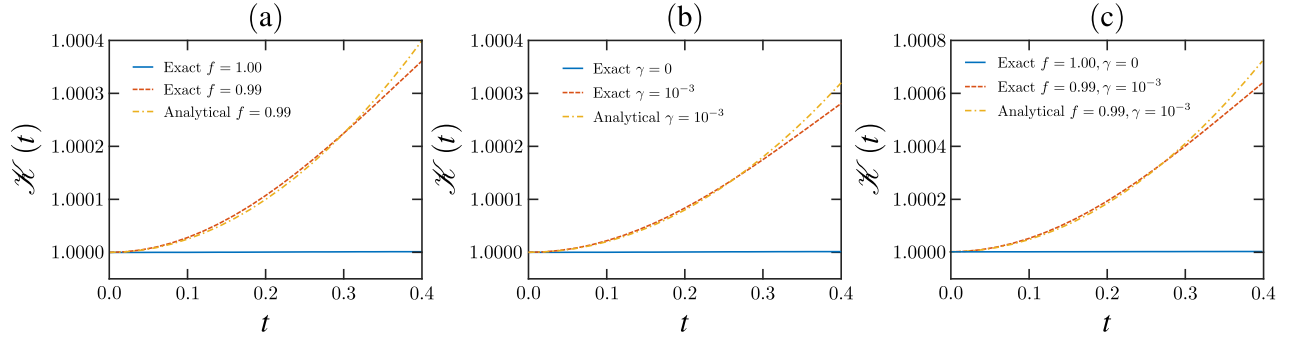 (a)
1.0004
1.0003
1.0002
1.0001
1.0000
𝒦(t)
Exact f = 1.00
Exact f = 0.99
Analytical f = 0.99
0.0 0.1 0.2 0.3 0.4
t
(b)
1.0004
1.0003
1.0002
1.0001
1.0000
𝒦(t)
Exact γ = 0
Exact γ = 10⁻³
Analytical γ = 10⁻³
0.0 0.1 0.2 0.3 0.4
t
(c)
1.0008
1.0006
1.0004
1.0002
1.0000
𝒦(t)
Exact f = 1.00, γ = 0
Exact f = 0.99, γ = 10⁻³
Analytical f = 0.99, γ = 10⁻³
0.0 0.1 0.2 0.3 0.4
t